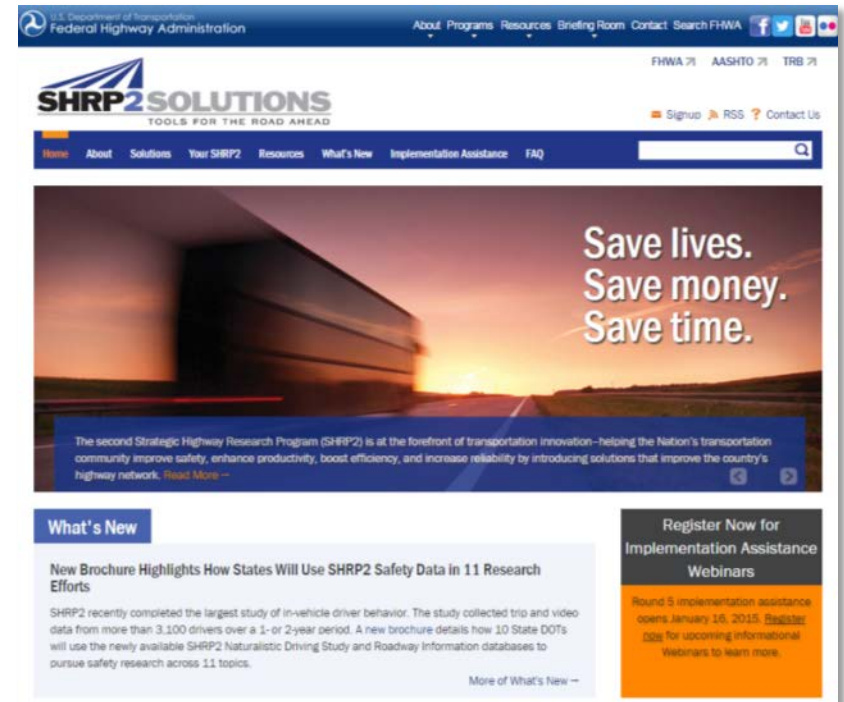 U.S. Department of Transportation
Federal Highway Administration
About Programs Resources Briefing Room Contact Search FHWA
FHWA AASHTO TRB
SHRP2 SOLUTIONS
TOOLS FOR THE ROAD AHEAD
Signup RSS ? Contact Us
Home About Solutions Your SHRP2 Resources What's New Implementation Assistance FAQ
Save lives.
Save money.
Save time.
The second Strategic Highway Research Program (SHRP2) is at the forefront of transportation innovation–helping the Nation's transportation
community improve safety, enhance productivity, boost efficiency, and increase reliability by introducing solutions that improve the country's
highway network. Read More
What's New
New Brochure Highlights How States Will Use SHRP2 Safety Data in 11 Research
Efforts
SHRP2 recently completed the largest study of in-vehicle driver behavior. The study collected trip and video
data from more than 3,100 drivers over a 1- or 2-year period. A new brochure details how 10 State DOTs
will use the newly available SHRP2 Naturalistic Driving Study and Roadway Information databases to
pursue safety research across 11 topics.
More of What's New
Register Now for
Implementation Assistance
Webinars
Round 5 implementation assistance
opens January 16, 2015. Register
now for upcoming informational
Webinars to learn more.